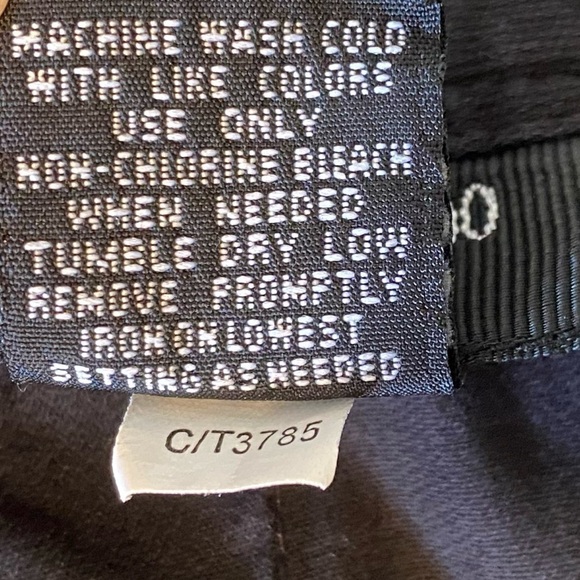 MACHINE WASH COLD
WITH LIKE COLORS
USE ONLY
NON-CHLORINE BLEACH
WHEN NEEDED
TUMBLE DRY LOW
REMOVE PROMPTLY
IRON ON LOWEST
SETTING AS NEEDED
C/T3785